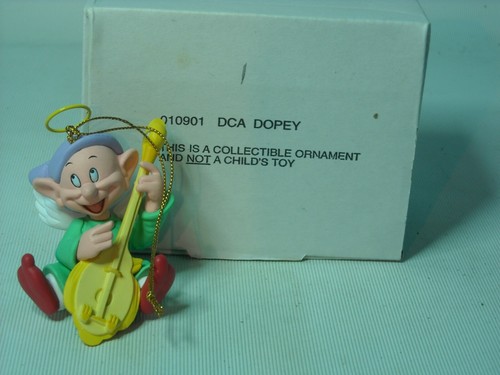 010901 DCA DOPEY
THIS IS A COLLECTIBLE ORNAMENT
AND NOT A CHILD'S TOY